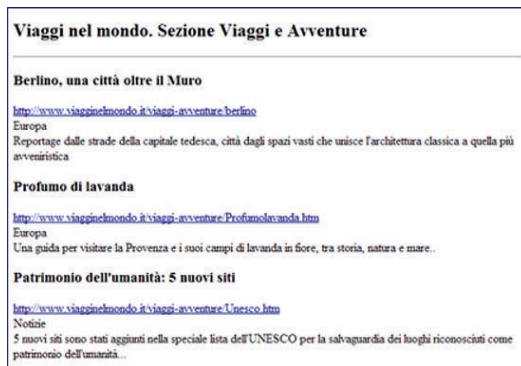 Viaggi nel mondo. Sezione Viaggi e Avventure
Berlino, una città oltre il Muro
http://www.viagginelmondo.it/viaggi-avventure/berlino
Europa
Reportage dalle strade della capitale tedesca, città dagli spazi vasti che unisce l'architettura classica a quella più
avveniristica
Profumo di lavanda
http://www.viagginelmondo.it/viaggi-avventure/Profumolavanda.htm
Europa
Una guida per visitare la Provenza e i suoi campi di lavanda in fiore, tra storia, natura e mare..
Patrimonio dell'umanità: 5 nuovi siti
http://www.viagginelmondo.it/viaggi-avventure/Unesco.htm
Notizie
5 nuovi siti sono stati aggiunti nella speciale lista dell'UNESCO per la salvaguardia dei luoghi riconosciuti come
patrimonio dell'umanità...